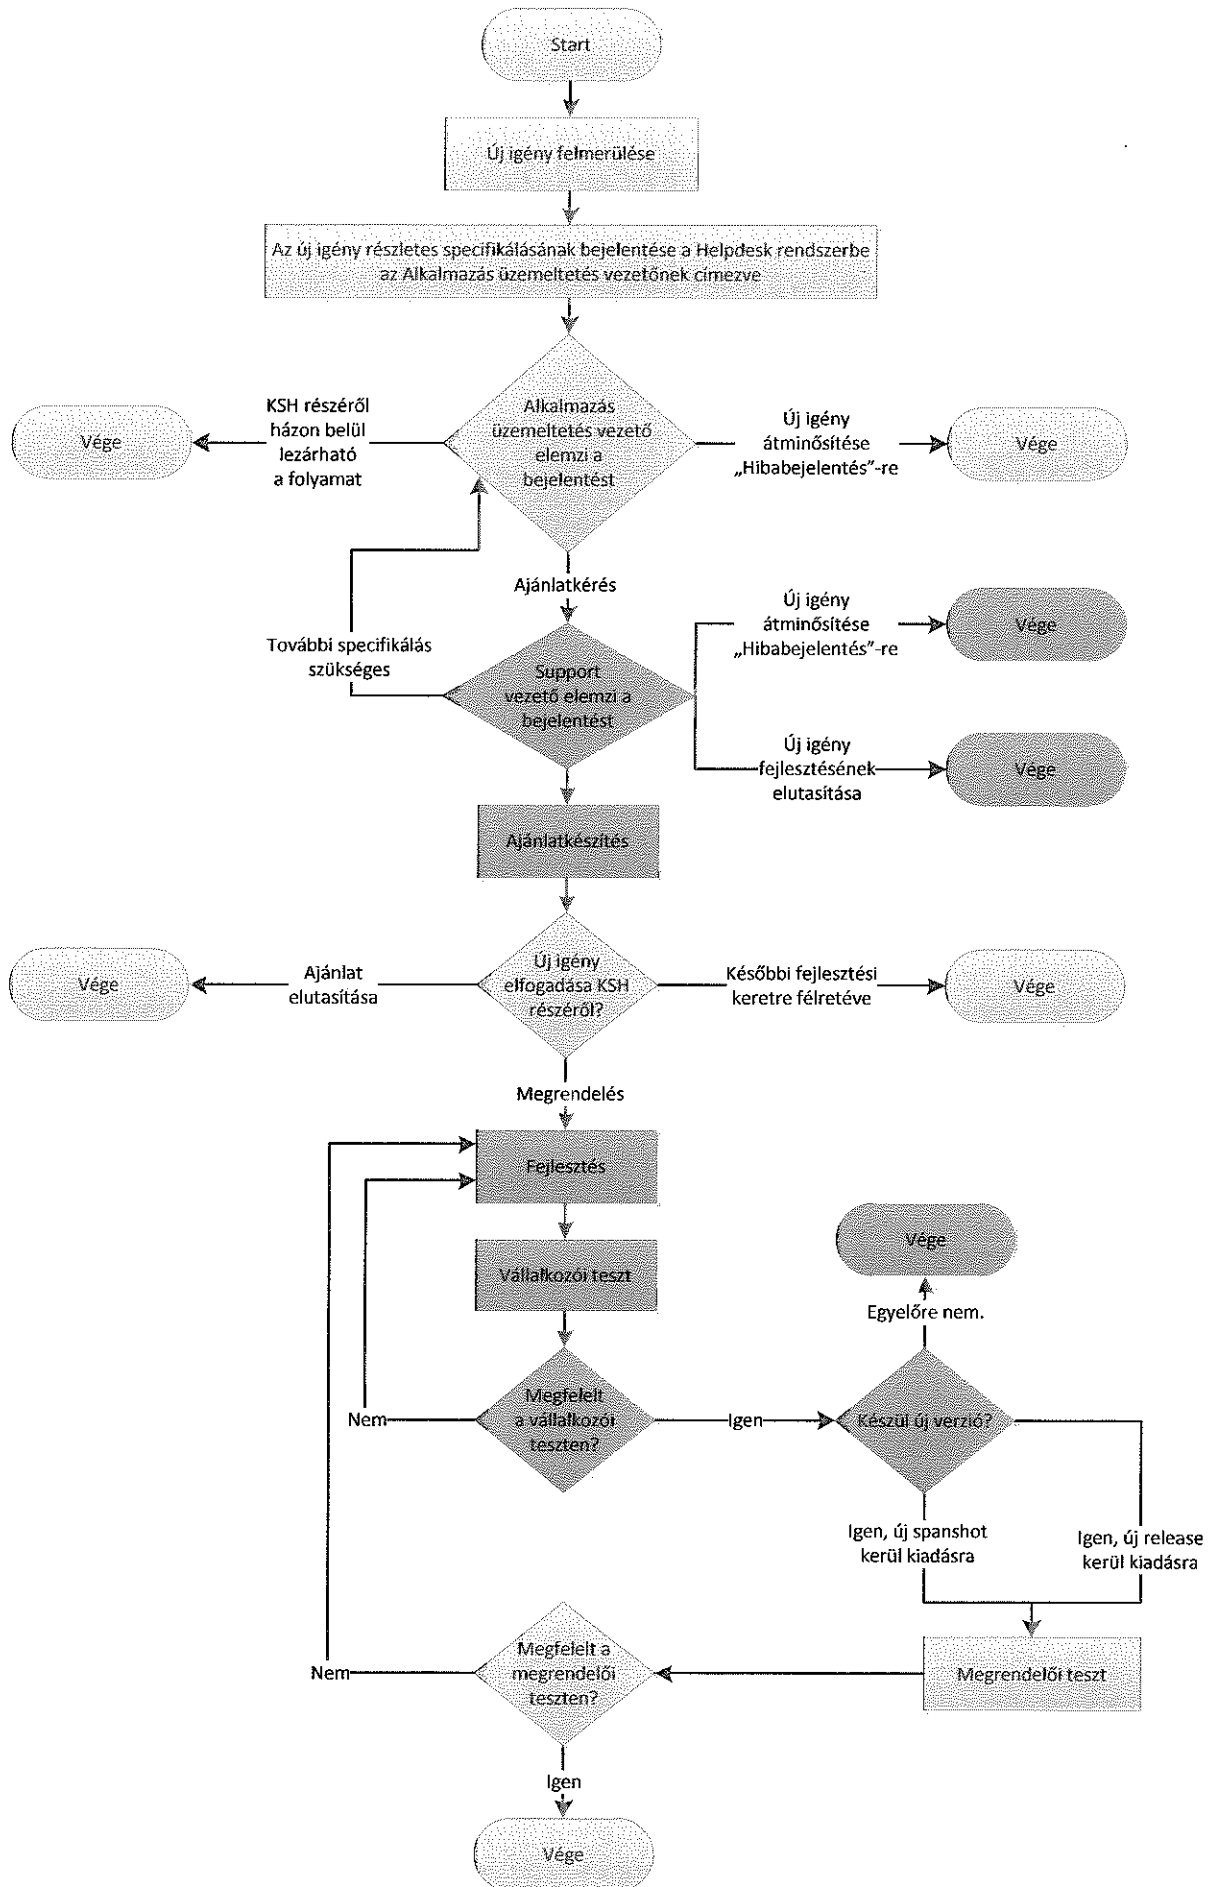 Start
Új igény felmerülése
Az új igény részletes specifikálásának bejelentése a Helpdesk rendszerbe
az Alkalmazás üzemeltetés vezetőnek címezve
Vége
KSH részéről
házon belül
lezárható
a folyamat
Alkalmazás
üzemeltetés vezető
elemzi a
bejelentést
Új igény
átminősítése
„Hibabejelentés”-re
Vége
Ajánlatkérés
További specifikálás
szükséges
Support
vezető elemzi a
bejelentést
Új igény
átminősítése
„Hibabejelentés”-re
Vége
Új igény
fejlesztésének
elutasítása
Vége
Ajánlatkészítés
Vége
Ajánlat
elutasítása
Új igény
elfogadása KSH
részéről?
Későbbi fejlesztési
keretre félretéve
Vége
Megrendelés
Fejlesztés
Vállalkozói teszt
Vége
Egyelőre nem.
Nem
Megfelelt
a vállalkozói
teszten?
Igen
Készül új verzió?
Igen, új spanshot
kerül kiadásra
Igen, új release
kerül kiadásra
Nem
Megfelelt a
megrendelői
teszten?
Megrendelői teszt
Igen
Vége